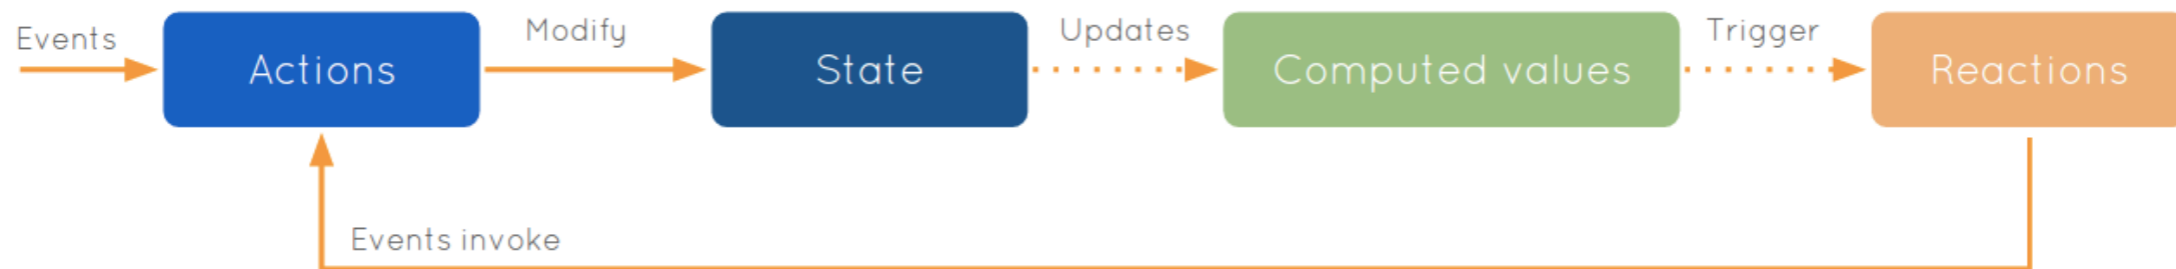 Events
Actions
Modify
State
Updates
Computed values
Trigger
Reactions
Events invoke